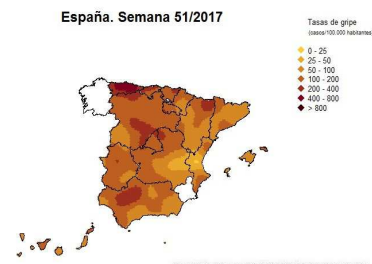 España. Semana 51/2017
Tasas de gripe
(casos/100.000 habitantes)
0 - 25
25 - 50
50 - 100
100 - 200
200 - 400
400 - 800
> 800